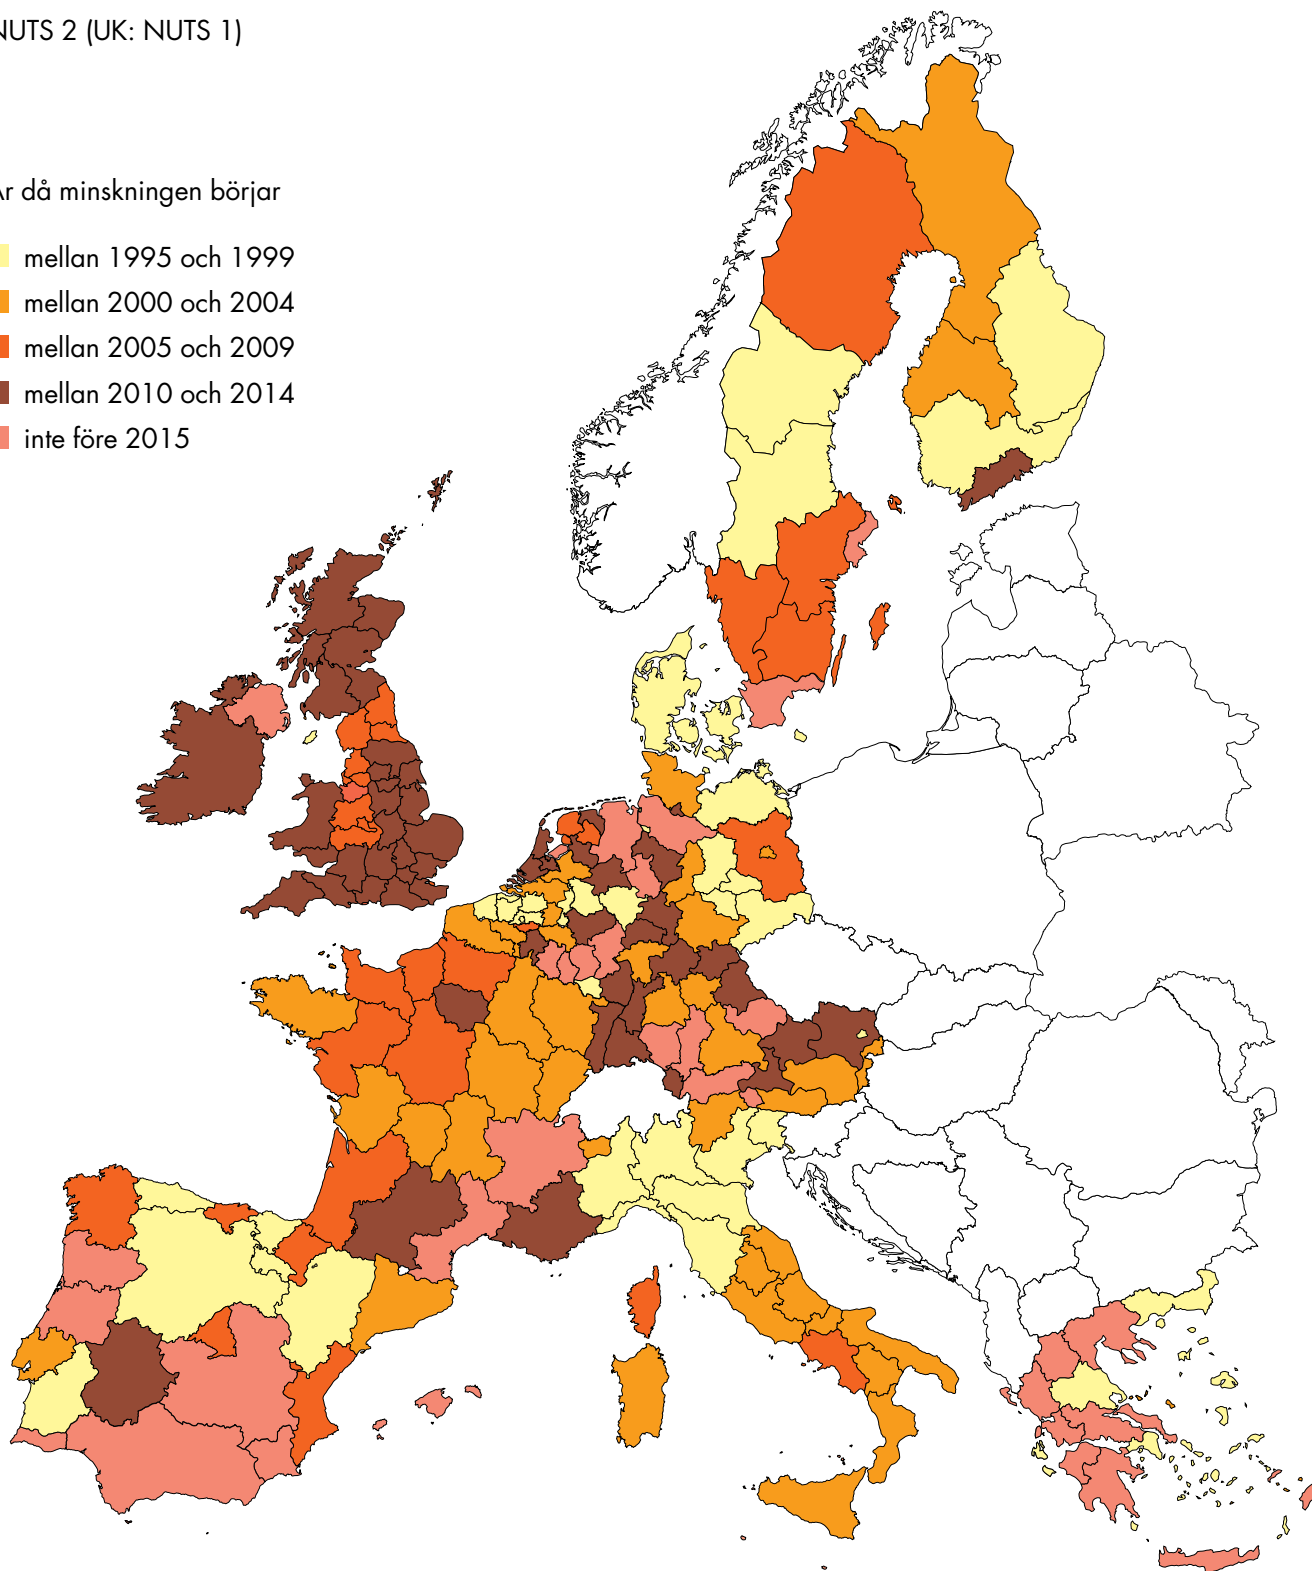 NUTS 2 (UK: NUTS 1)
År då minskningen börjar
mellan 1995 och 1999
mellan 2000 och 2004
mellan 2005 och 2009
mellan 2010 och 2014
inte före 2015